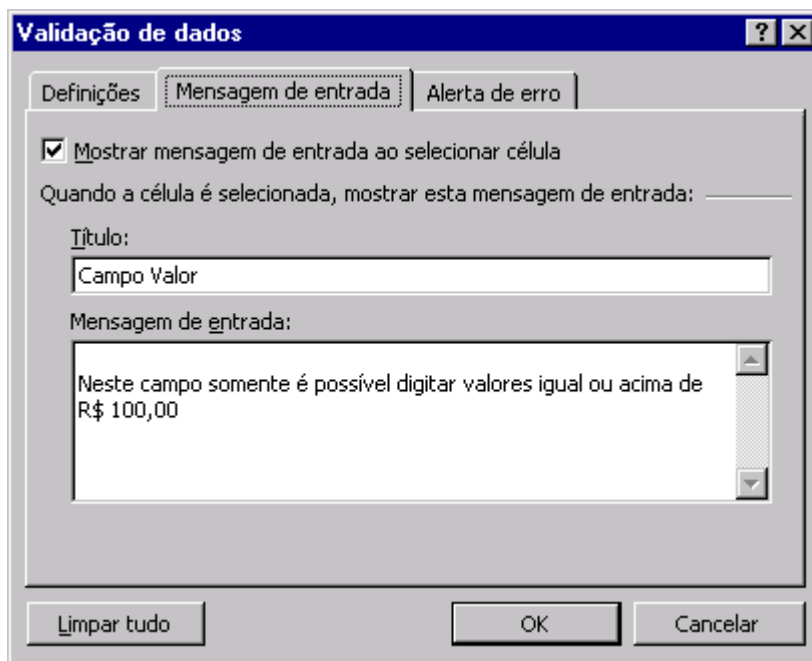 Validação de dados
Definições
Mensagem de entrada
Alerta de erro
Mostrar mensagem de entrada ao selecionar célula
Quando a célula é selecionada, mostrar esta mensagem de entrada:
Título:
Campo Valor
Mensagem de entrada:
Neste campo somente é possível digitar valores igual ou acima de
R$ 100,00
Limpar tudo
OK
Cancelar